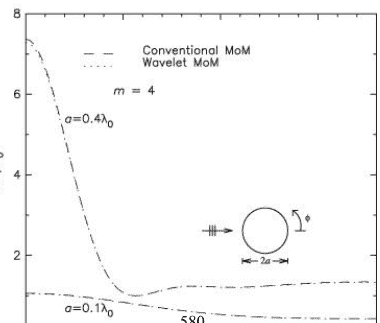 8
Conventional MoM
Wavelet MoM
m = 4
6
a=0.4λ₀
4
ϕ
2a
2
a=0.1λ₀
580